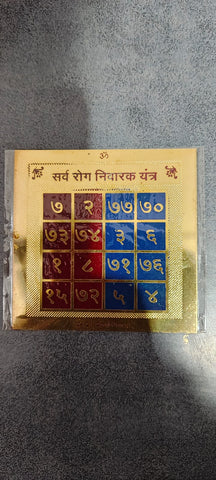 ॐ
सर्व रोग निवारक यंत्र
७ २ ७७ ७०
७३ ७४ ३ ६
१ ८ ७१ ७६
१५ ७२ ५ ४